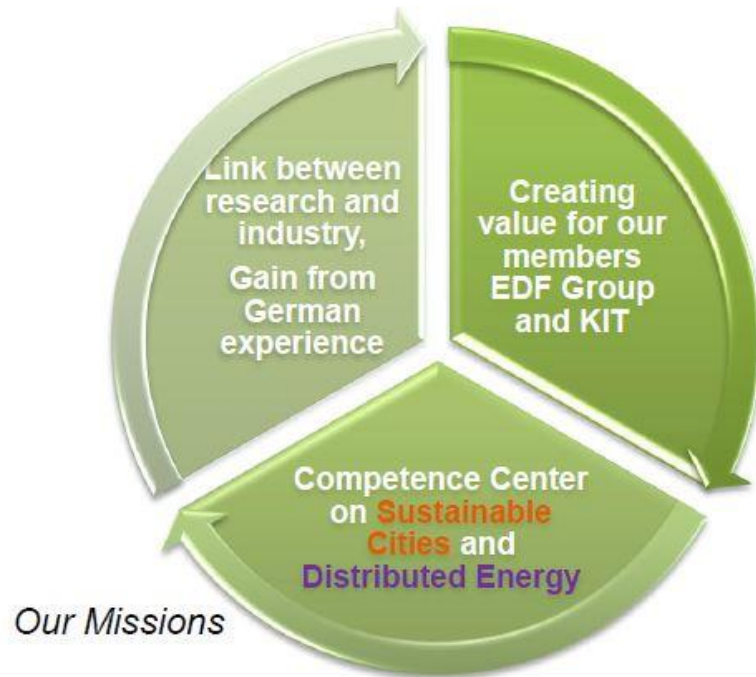 Link between
research and
industry,
Gain from
German
experience
Creating
value for our
members
EDF Group
and KIT
Competence Center
on Sustainable
Cities and
Distributed Energy
Our Missions